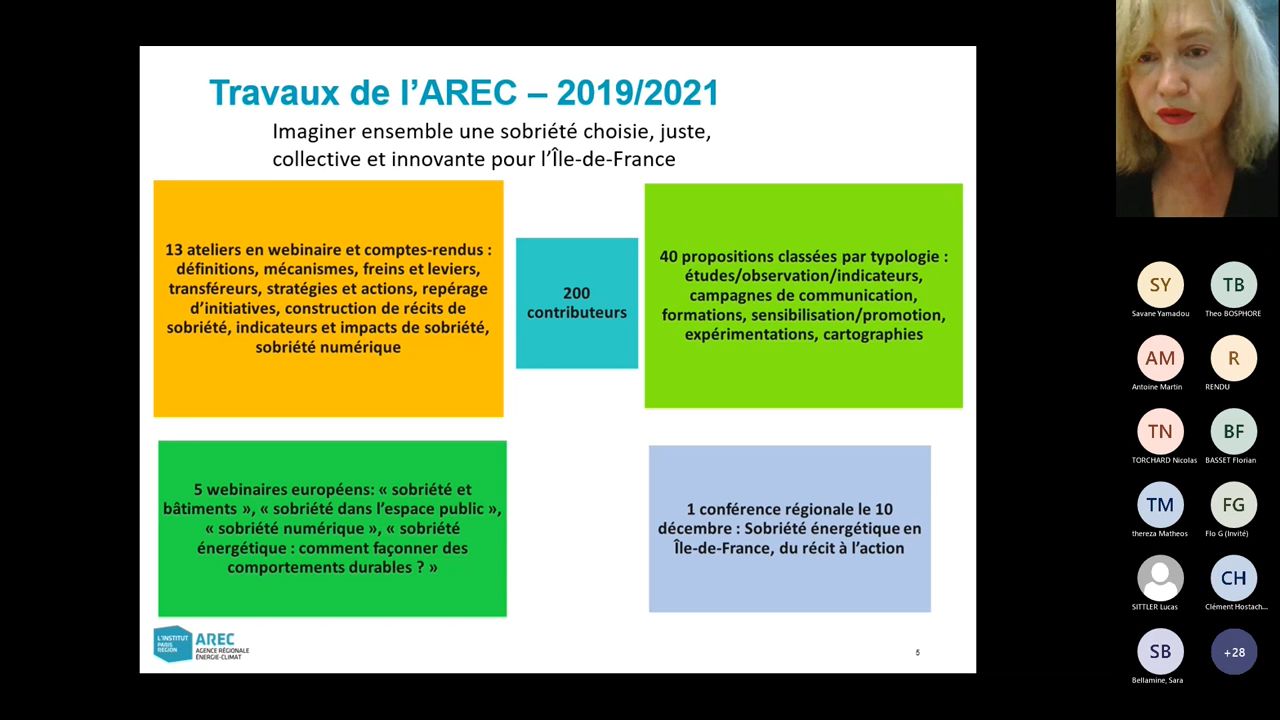 Travaux de l'AREC – 2019/2021
Imaginer ensemble une sobriété choisie, juste,
collective et innovante pour l'Île-de-France
13 ateliers en webinaire et comptes-rendus :
définitions, mécanismes, freins et leviers,
transféreurs, stratégies et actions, repérage
d'initiatives, construction de récits de
sobriété, indicateurs et impacts de sobriété,
sobriété numérique
200
contributeurs
40 propositions classées par typologie :
études/observation/indicateurs,
campagnes de communication,
formations, sensibilisation/promotion,
expérimentations, cartographies
5 webinaires européens: « sobriété et
bâtiments », « sobriété dans l'espace public »,
« sobriété numérique », « sobriété
énergétique : comment façonner des
comportements durables ? »
1 conférence régionale le 10
décembre : Sobriété énergétique en
Île-de-France, du récit à l'action
L'INSTITUT
PARIS
REGION
AREC
AGENCE RÉGIONALE
ÉNERGIE-CLIMAT
5
SY
Savane Yamadou
TB
Theo BOSPHORE
AM
Antoine Martin
R
RENDU
TN
TORCHARD Nicolas
BF
BASSET Florian
TM
thereza Matheos
FG
Flo G (Invité)
SITTLER Lucas
CH
Clément Hostach...
SB
Bellamine, Sara
+28